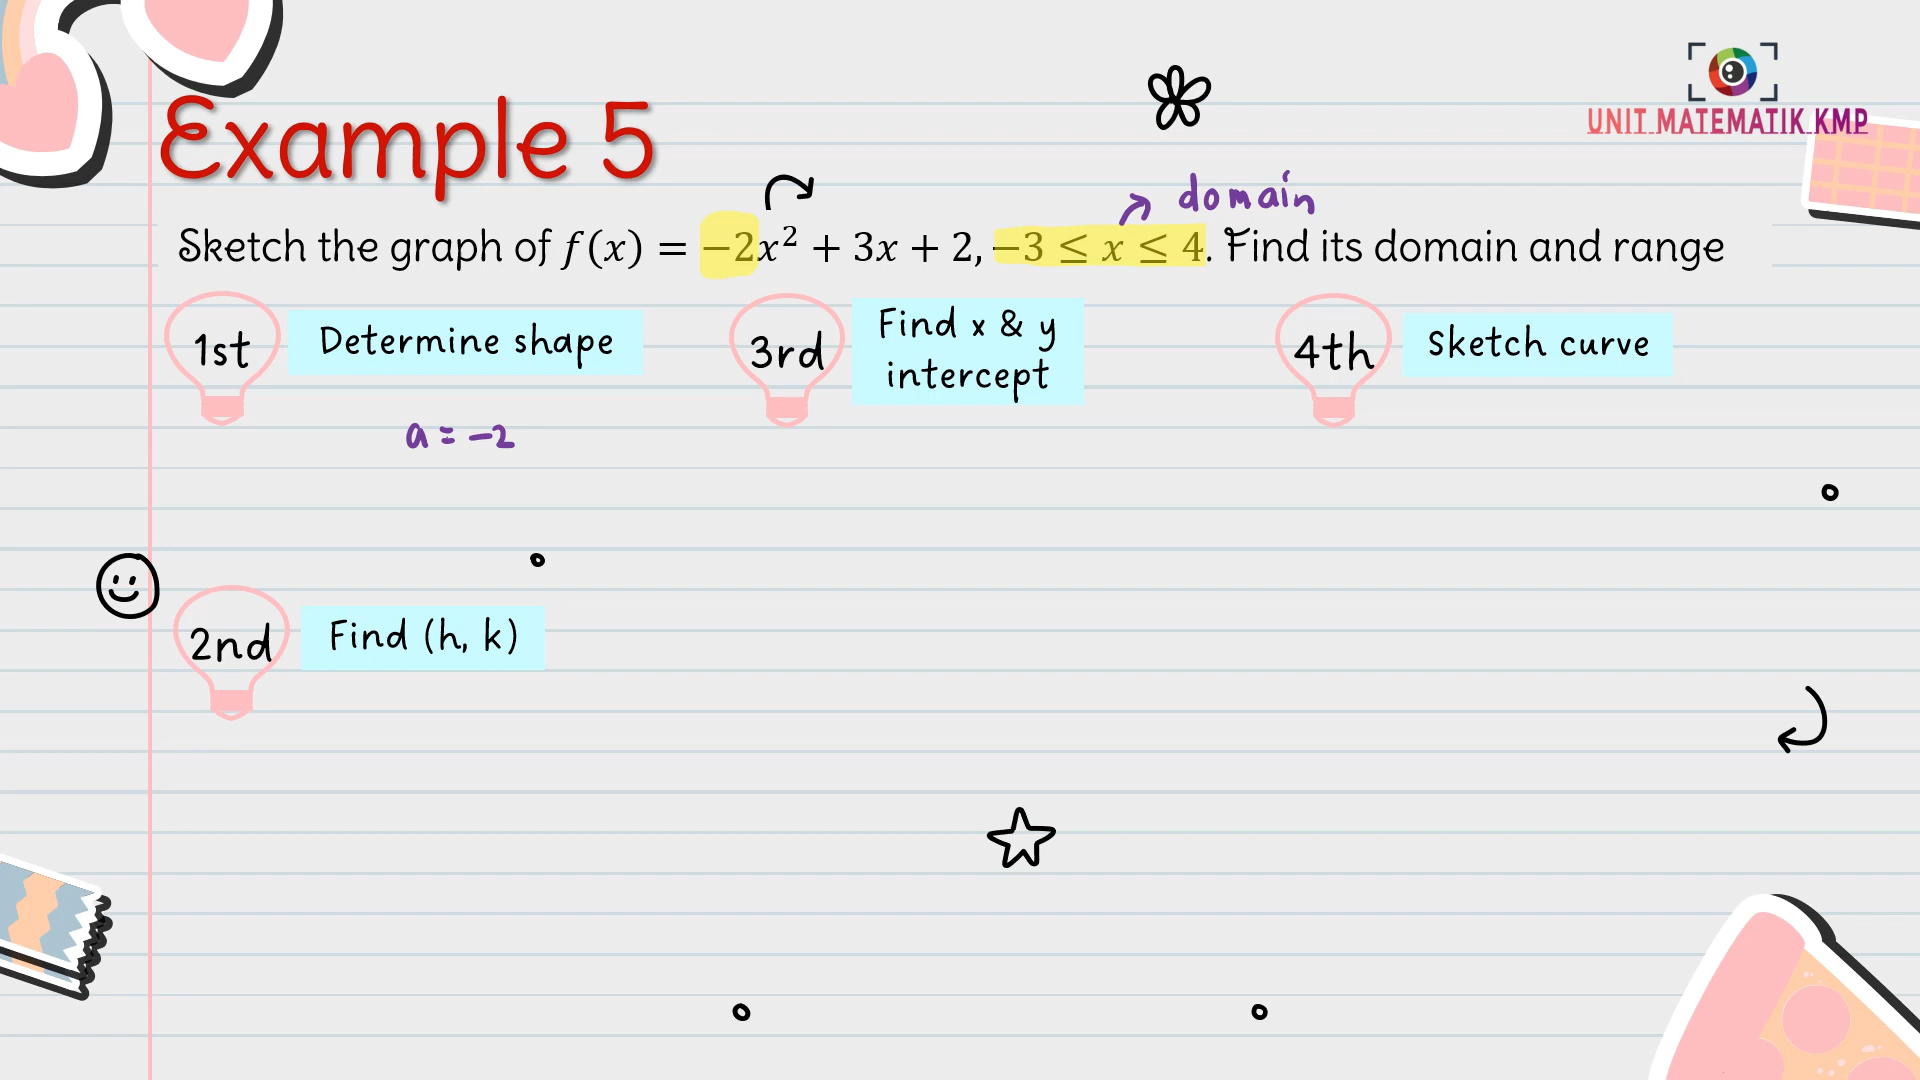 UNIT MATEMATIK KMP
Example 5
domain
Sketch the graph of f(x) = −2x² + 3x + 2, −3 ≤ x ≤ 4. Find its domain and range
1st
Determine shape
a = -2
2nd
Find (h, k)
3rd
Find x & y
intercept
4th
Sketch curve